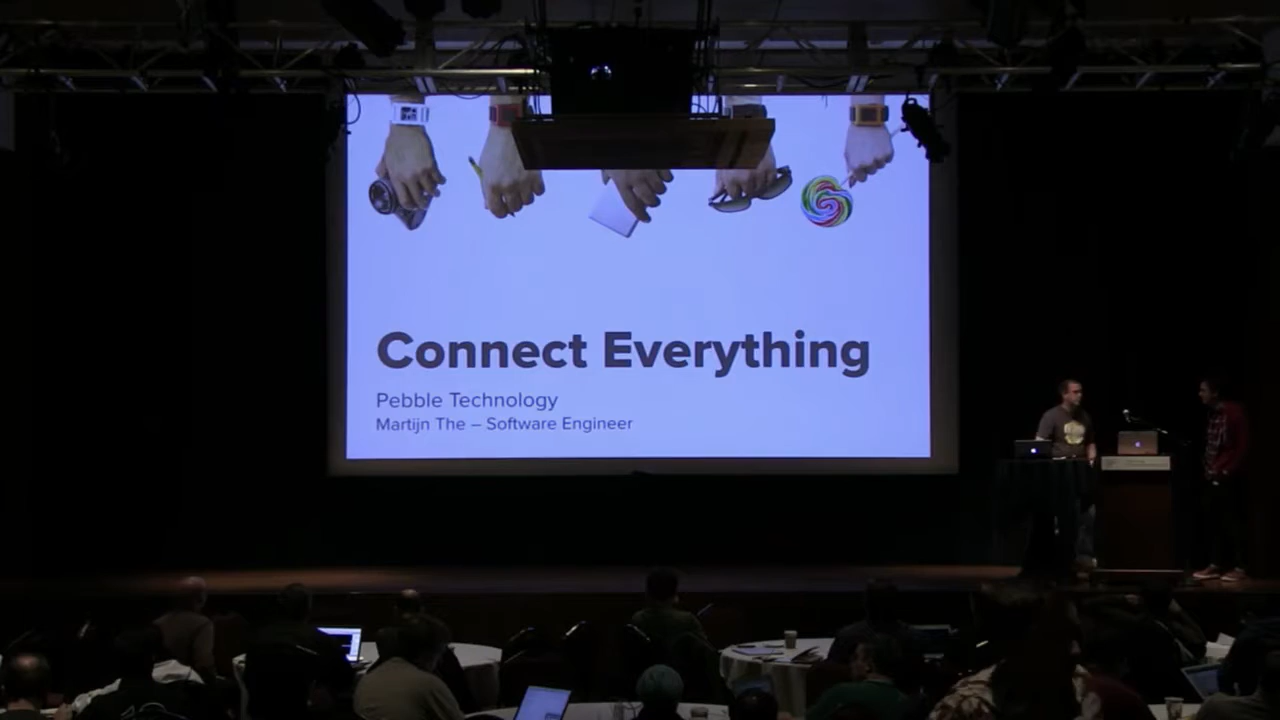 Connect Everything
Pebble Technology
Martijn The – Software Engineer